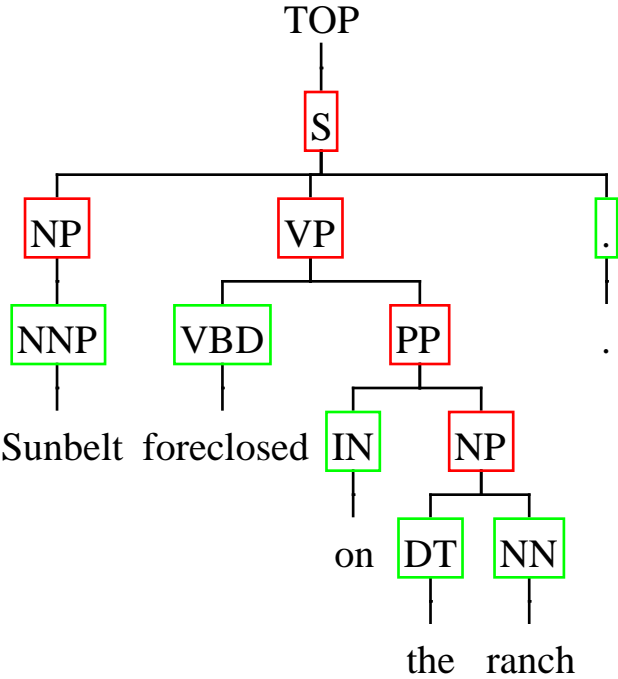 TOP
S
NP VP .
NNP VBD PP .
Sunbelt foreclosed IN NP
on DT NN
the ranch